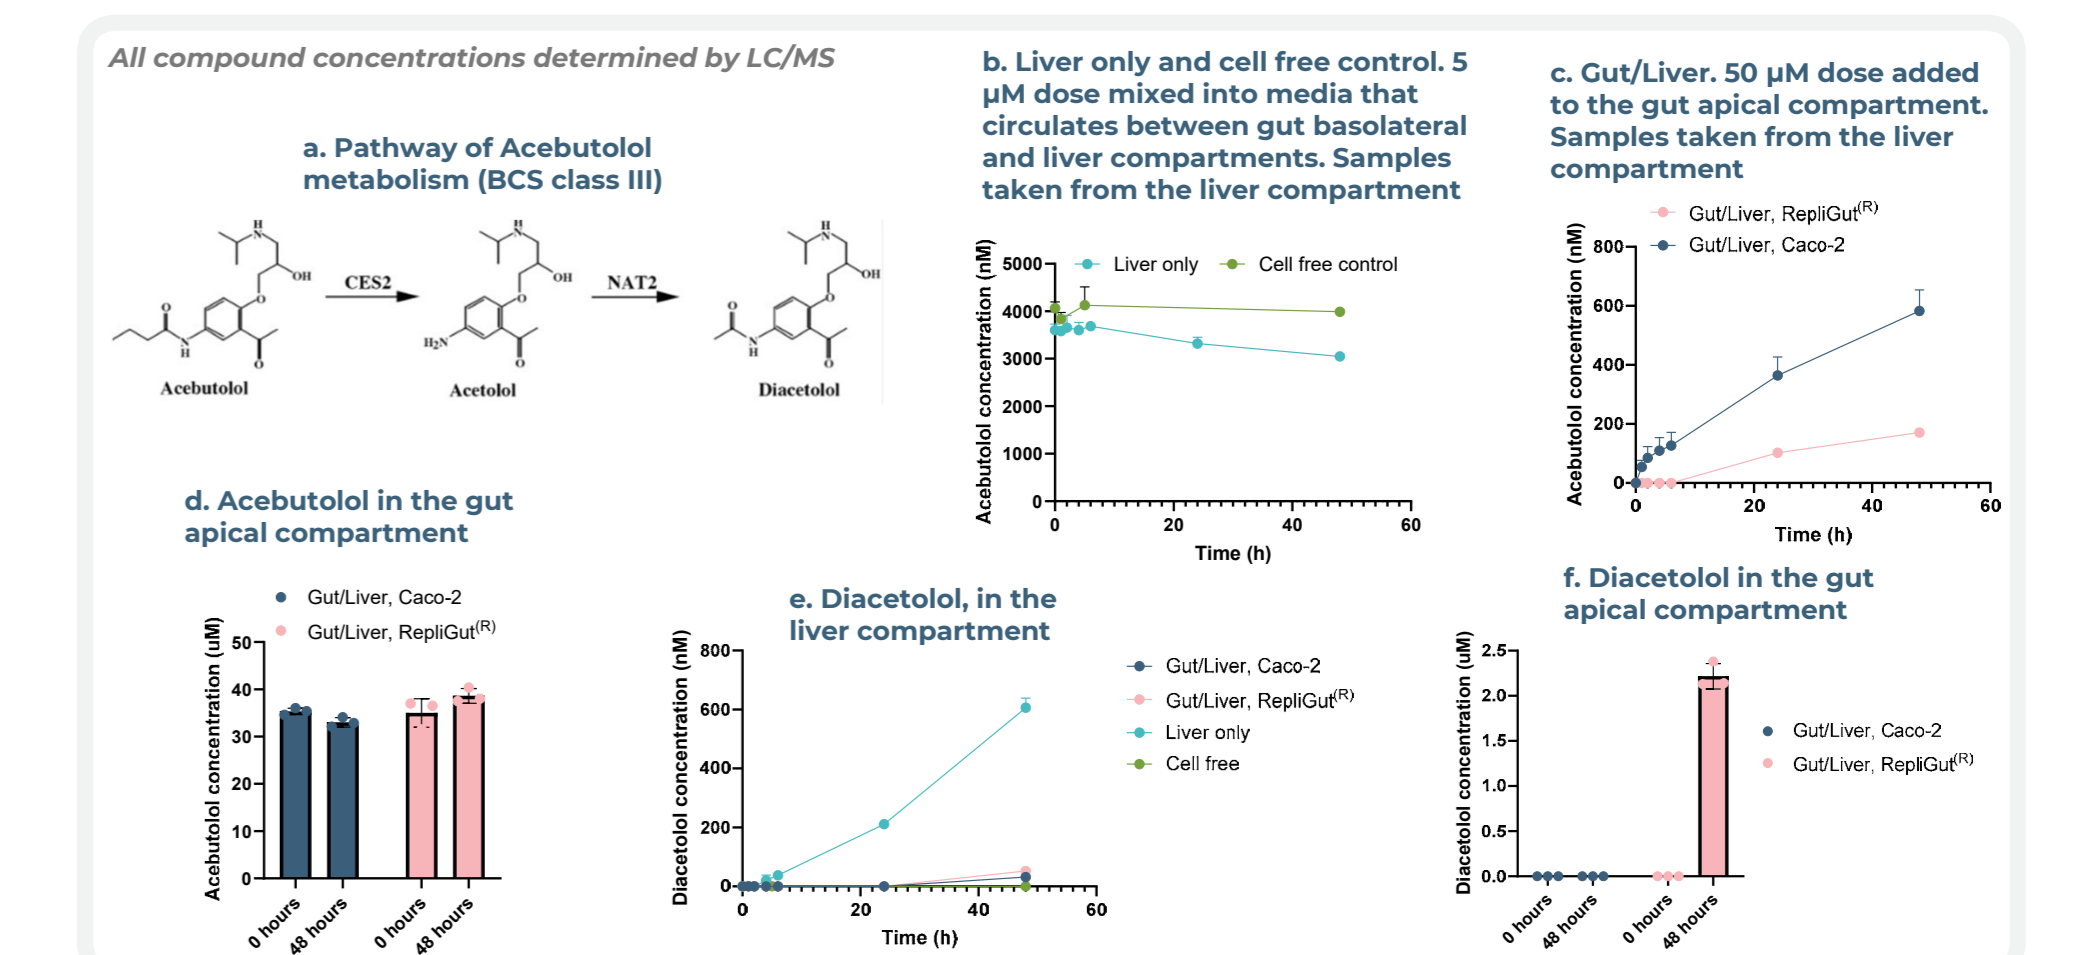 All compound concentrations determined by LC/MS
a. Pathway of Acebutolol
metabolism (BCS class III)
H
N
OH
O
O
N
H
O
Acebutolol
CES2
H
N
OH
O
H₂N
O
Acetolol
NAT2
H
N
OH
O
O
N
H
O
Diacetolol
b. Liver only and cell free control. 5
µM dose mixed into media that
circulates between gut basolateral
and liver compartments. Samples
taken from the liver compartment
Acebutolol concentration (nM)
Liver only
Cell free control
5000
4000
3000
2000
1000
0
0 20 40 60
Time (h)
c. Gut/Liver. 50 µM dose added
to the gut apical compartment.
Samples taken from the liver
compartment
Gut/Liver, RepliGut(R)
Gut/Liver, Caco-2
Acebutolol concentration (nM)
800
600
400
200
0
0 20 40 60
Time (h)
d. Acebutolol in the gut
apical compartment
Gut/Liver, Caco-2
Gut/Liver, RepliGut(R)
Acebutolol concentration (uM)
50
40
30
20
10
0
0 hours
48 hours
0 hours
48 hours
e. Diacetolol, in the
liver compartment
Diacetolol concentration (nM)
800
600
400
200
0
0 20 40 60
Time (h)
Gut/Liver, Caco-2
Gut/Liver, RepliGut(R)
Liver only
Cell free
f. Diacetolol in the gut
apical compartment
Diacetolol concentration (uM)
2.5
2.0
1.5
1.0
0.5
0.0
0 hours
48 hours
0 hours
48 hours
Gut/Liver, Caco-2
Gut/Liver, RepliGut(R)